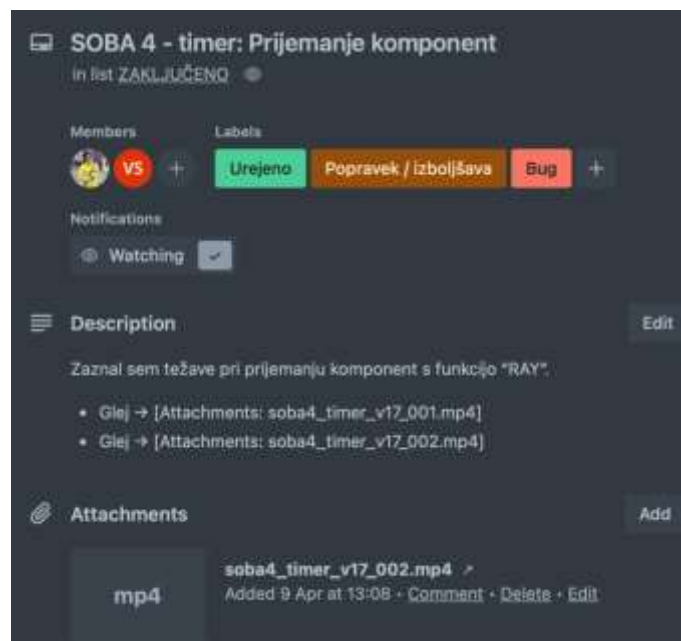 SOBA 4 - timer: Prijemanje komponent
in list ZAKLJUČENO
Members Labels
VS + Urejeno Popravek / izboljšava Bug +
Notifications
Watching
Description Edit
Zaznal sem težave pri prijemanju komponent s funkcijo "RAY".
• Glej → [Attachments: soba4_timer_v17_001.mp4]
• Glej → [Attachments: soba4_timer_v17_002.mp4]
Attachments Add
mp4 soba4_timer_v17_002.mp4 ↗
Added 9 Apr at 13:08 • Comment • Delete • Edit